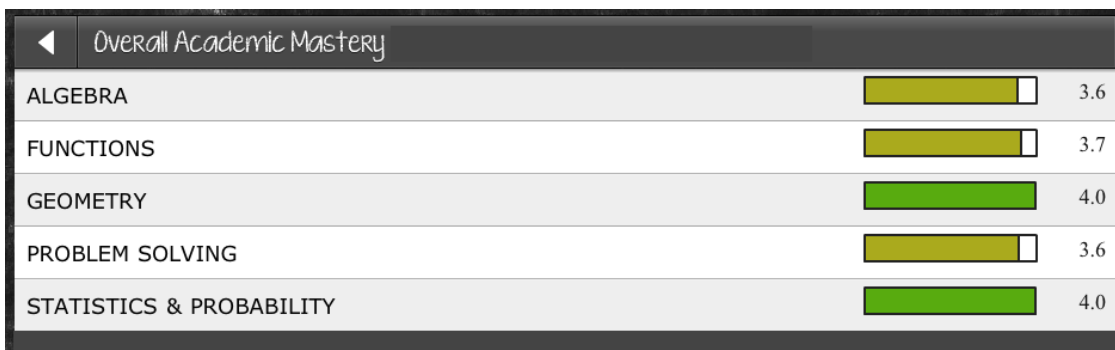 Overall Academic Mastery
ALGEBRA 3.6
FUNCTIONS 3.7
GEOMETRY 4.0
PROBLEM SOLVING 3.6
STATISTICS & PROBABILITY 4.0